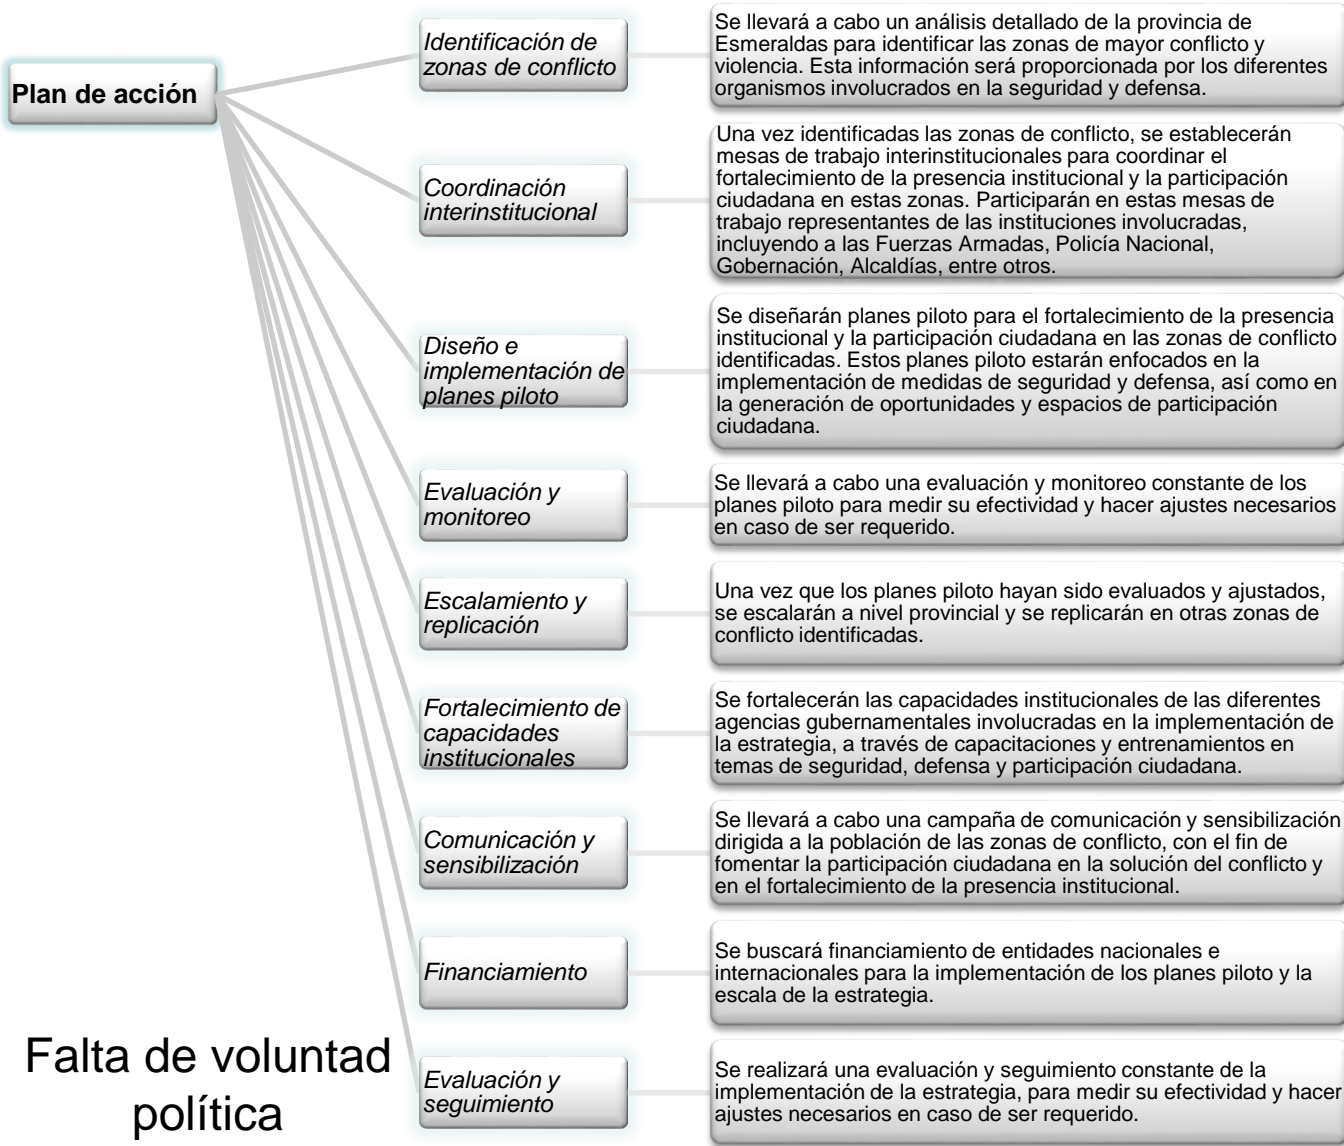 Plan de acción
Identificación de
zonas de conflicto
Se llevará a cabo un análisis detallado de la provincia de
Esmeraldas para identificar las zonas de mayor conflicto y
violencia. Esta información será proporcionada por los diferentes
organismos involucrados en la seguridad y defensa.
Coordinación
interinstitucional
Una vez identificadas las zonas de conflicto, se establecerán
mesas de trabajo interinstitucionales para coordinar el
fortalecimiento de la presencia institucional y la participación
ciudadana en estas zonas. Participarán en estas mesas de
trabajo representantes de las instituciones involucradas,
incluyendo a las Fuerzas Armadas, Policía Nacional,
Gobernación, Alcaldías, entre otros.
Diseño e
implementación de
planes piloto
Se diseñarán planes piloto para el fortalecimiento de la presencia
institucional y la participación ciudadana en las zonas de conflicto
identificadas. Estos planes piloto estarán enfocados en la
implementación de medidas de seguridad y defensa, así como en
la generación de oportunidades y espacios de participación
ciudadana.
Evaluación y
monitoreo
Se llevará a cabo una evaluación y monitoreo constante de los
planes piloto para medir su efectividad y hacer ajustes necesarios
en caso de ser requerido.
Escalamiento y
replicación
Una vez que los planes piloto hayan sido evaluados y ajustados,
se escalarán a nivel provincial y se replicarán en otras zonas de
conflicto identificadas.
Fortalecimiento de
capacidades
institucionales
Se fortalecerán las capacidades institucionales de las diferentes
agencias gubernamentales involucradas en la implementación de
la estrategia, a través de capacitaciones y entrenamientos en
temas de seguridad, defensa y participación ciudadana.
Comunicación y
sensibilización
Se llevará a cabo una campaña de comunicación y sensibilización
dirigida a la población de las zonas de conflicto, con el fin de
fomentar la participación ciudadana en la solución del conflicto y
en el fortalecimiento de la presencia institucional.
Financiamiento
Se buscará financiamiento de entidades nacionales e
internacionales para la implementación de los planes piloto y la
escala de la estrategia.
Evaluación y
seguimiento
Se realizará una evaluación y seguimiento constante de la
implementación de la estrategia, para medir su efectividad y hacer
ajustes necesarios en caso de ser requerido.
Falta de voluntad
política